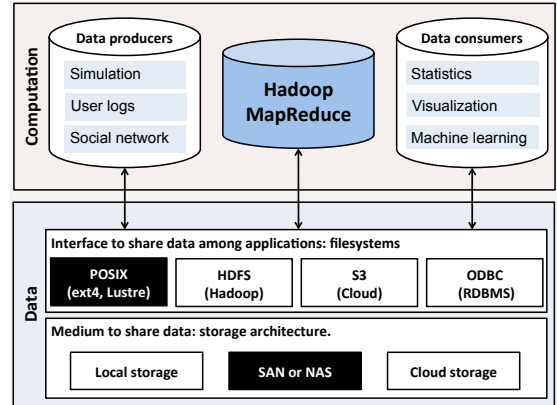 Computation
Data producers
Simulation
User logs
Social network
Hadoop
MapReduce
Data consumers
Statistics
Visualization
Machine learning
Data
Interface to share data among applications: filesystems
POSIX
(ext4, Lustre)
HDFS
(Hadoop)
S3
(Cloud)
ODBC
(RDBMS)
Medium to share data: storage architecture.
Local storage
SAN or NAS
Cloud storage